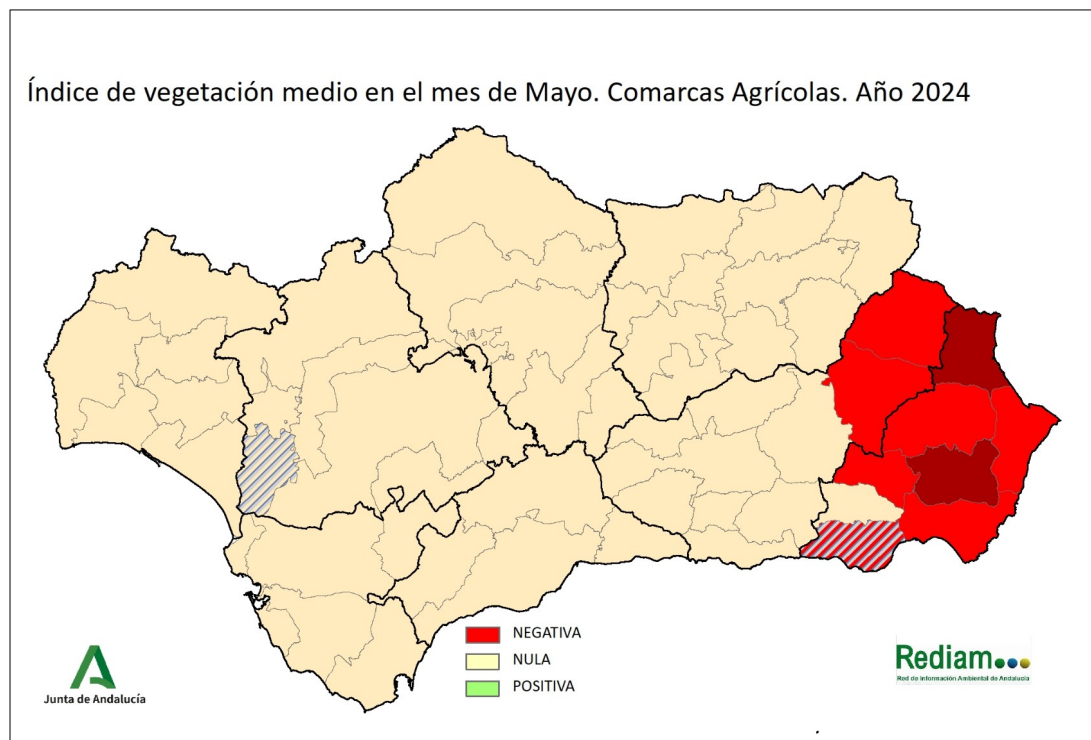 Índice de vegetación medio en el mes de Mayo. Comarcas Agrícolas. Año 2024
NEGATIVA
NULA
POSITIVA
Junta de Andalucía
Rediam
Red de Información Ambiental de Andalucía